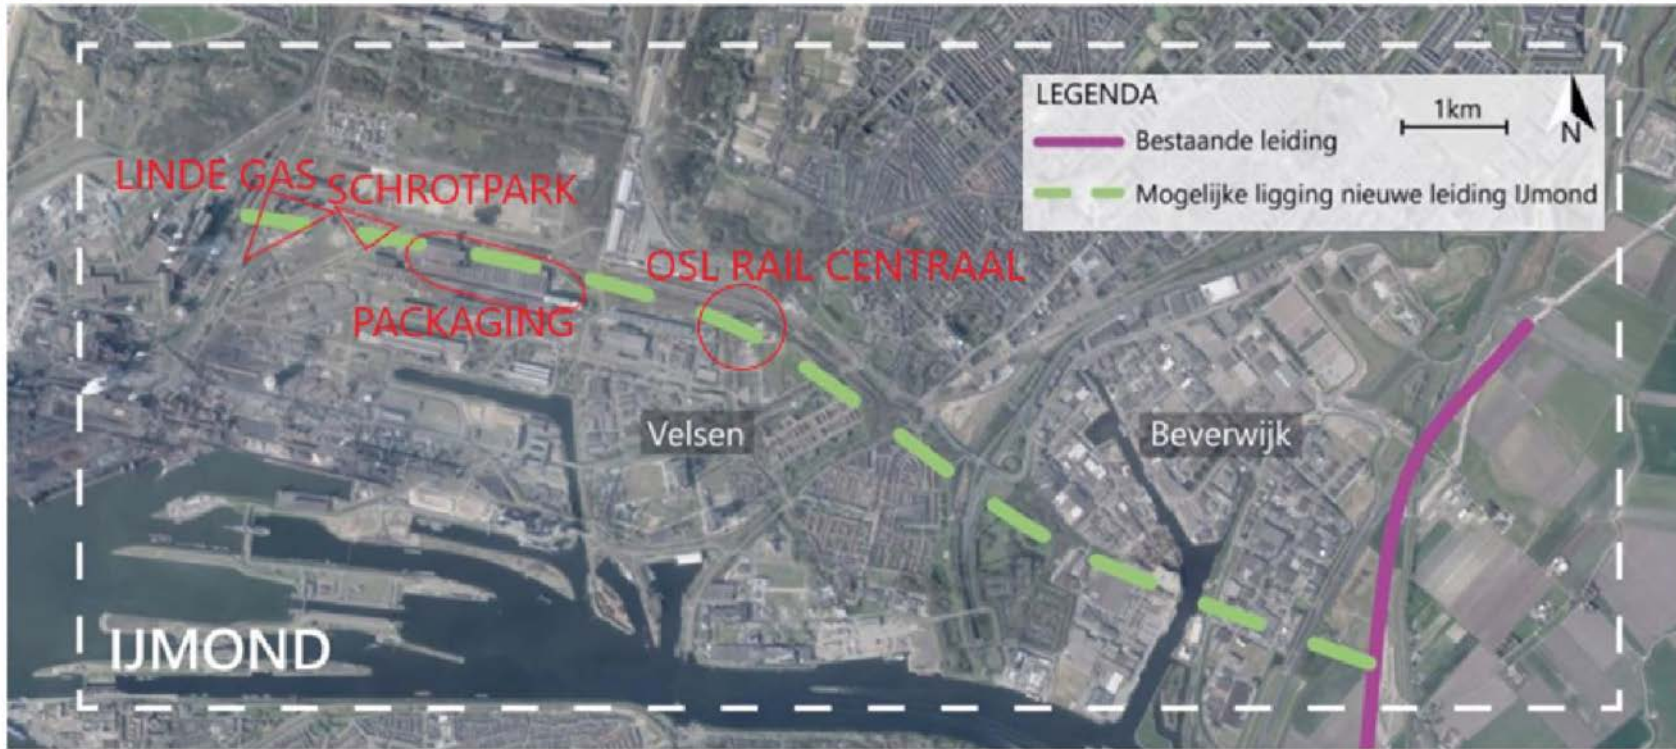 LEGENDA
1km
N
Bestaande leiding
Mogelijke ligging nieuwe leiding IJmond
LINDE GAS
SCHROTPARK
OSL RAIL CENTRAAL
PACKAGING
Velsen
Beverwijk
IJMOND